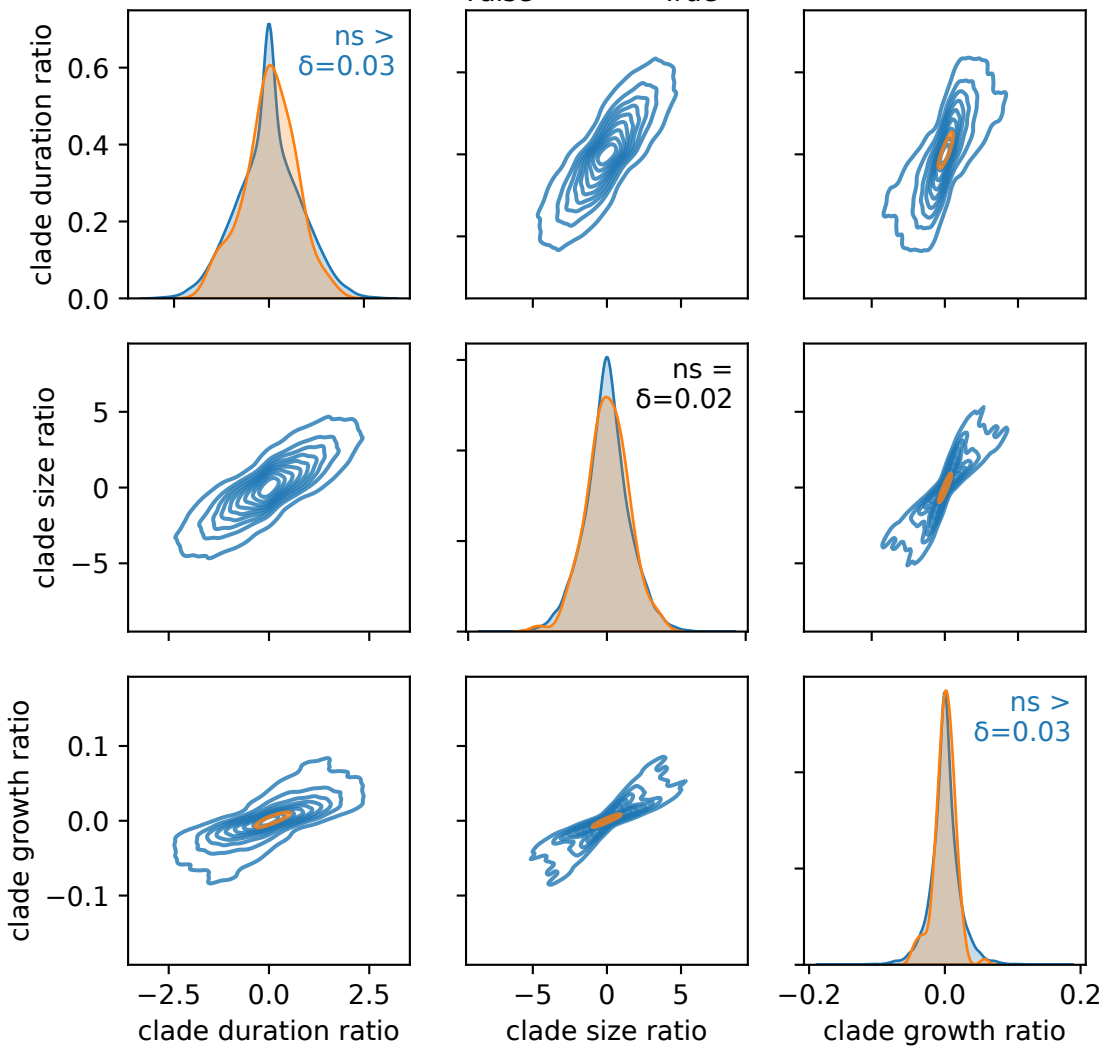 clade duration ratio
0.6
0.4
0.2
0.0
ns >
δ=0.03
clade size ratio
5
0
−5
ns =
δ=0.02
clade growth ratio
0.1
0.0
−0.1
ns >
δ=0.03
−2.5 0.0 2.5
−5 0 5
−0.2 0.0 0.2
clade duration ratio
clade size ratio
clade growth ratio